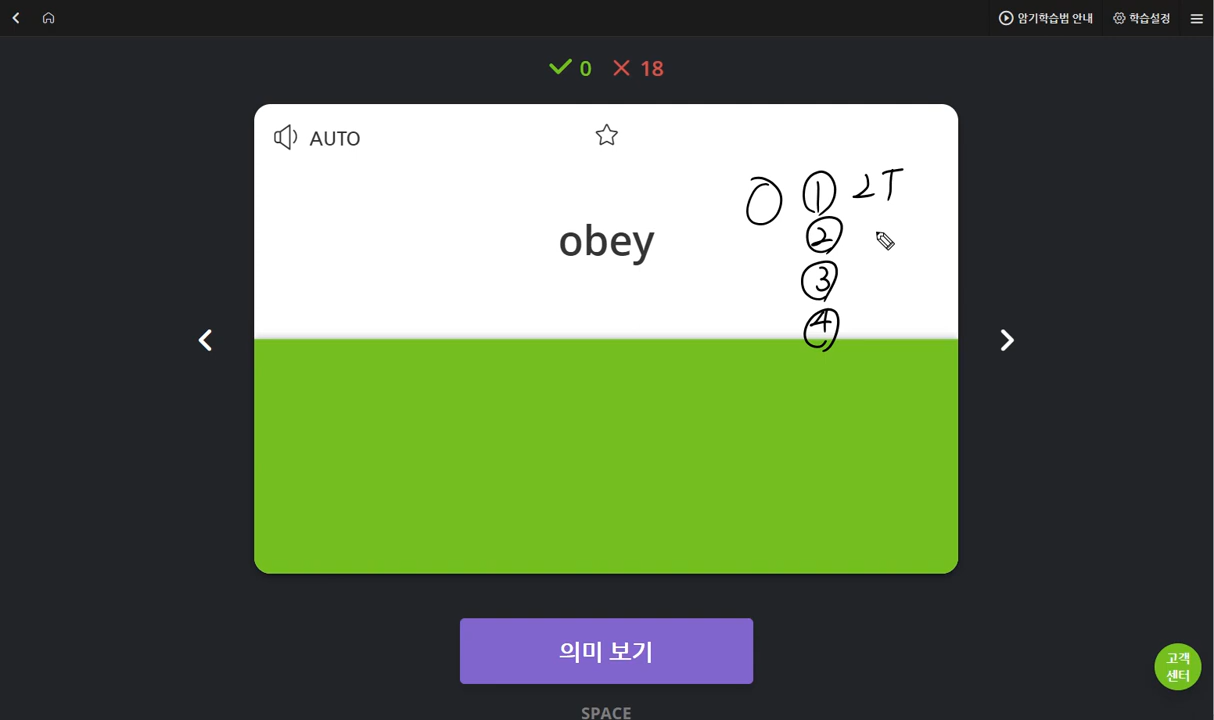 암기학습법 안내 학습설정
0 18
AUTO
obey
0 ① 2T
②
③
④
의미 보기
SPACE
고객
센터